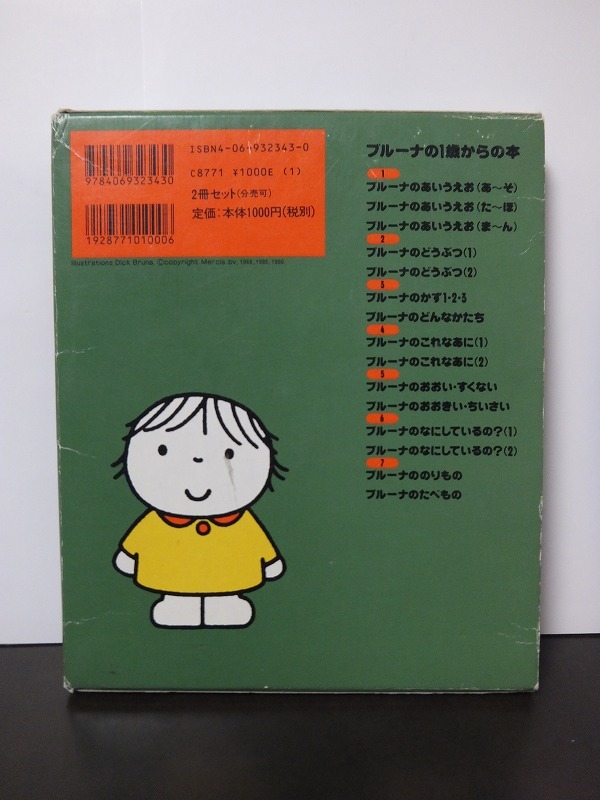 ISBN4-06-932343-0
C8771 ¥1000E (1)
2冊セット(分売可)
定価:本体1000円(税別)
9784069323430
1928771010006
Illustrations Dick Bruna, ©copyright Mercis bv, 1968, 1980, 1969.
ブルーナの1歳からの本
1
ブルーナのあいうえお(あ〜そ)
ブルーナのあいうえお(た〜ほ)
ブルーナのあいうえお(ま〜ん)
2
ブルーナのどうぶつ(1)
ブルーナのどうぶつ(2)
3
ブルーナのかず1・2・3
ブルーナのどんなかたち
4
ブルーナのこれなあに(1)
ブルーナのこれなあに(2)
5
ブルーナのおおい・すくない
ブルーナのおおきい・ちいさい
6
ブルーナのなにしているの?(1)
ブルーナのなにしているの?(2)
7
ブルーナののりもの
ブルーナのたべもの